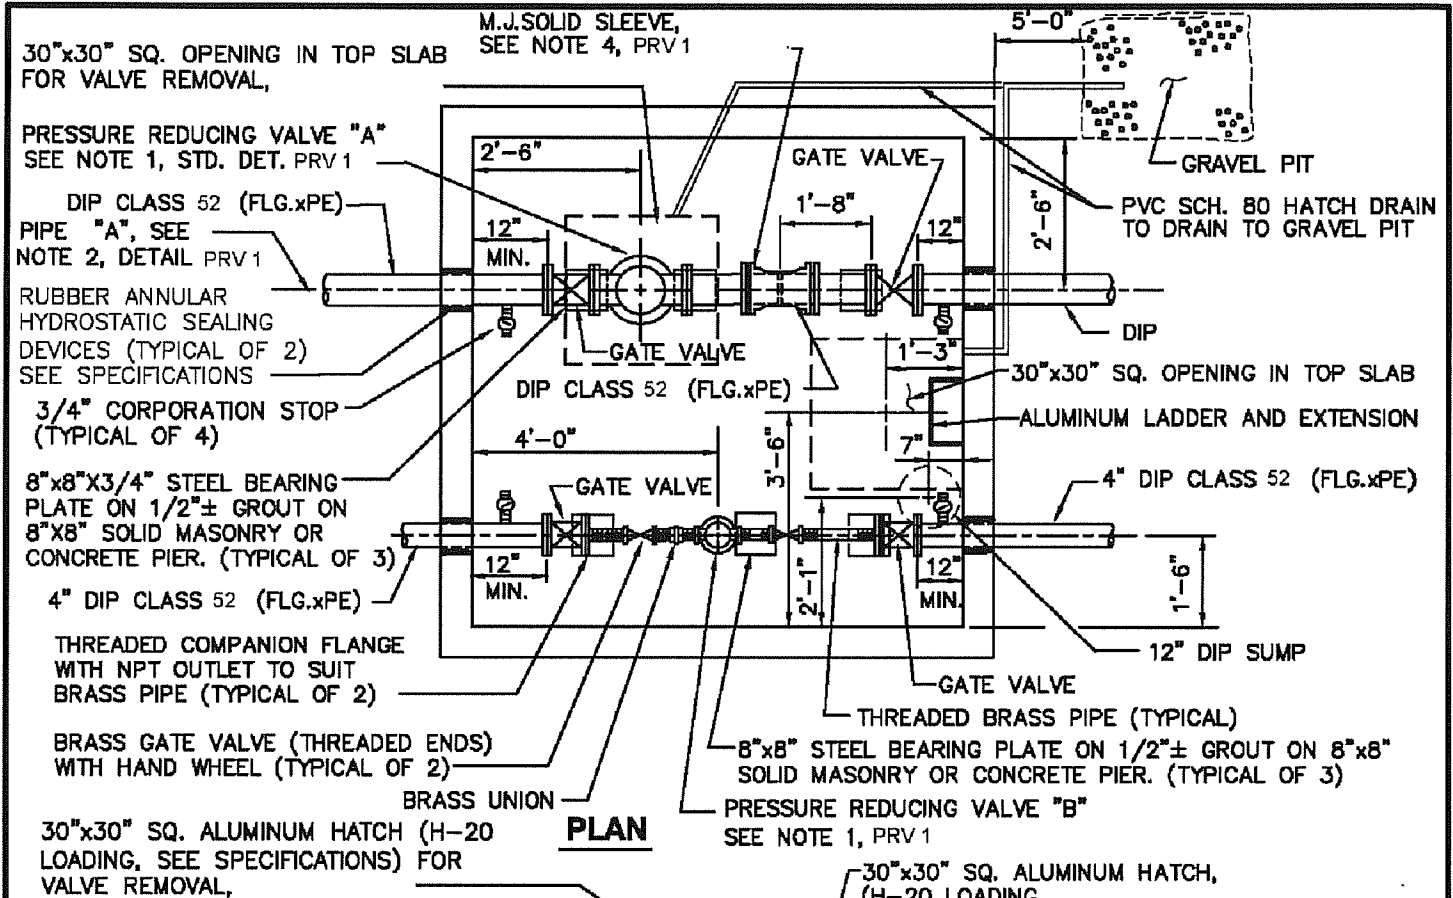 M.J.SOLID SLEEVE,
SEE NOTE 4, PRV 1
5'-0"
30"x30" SQ. OPENING IN TOP SLAB
FOR VALVE REMOVAL,
PRESSURE REDUCING VALVE "A"
SEE NOTE 1, STD. DET. PRV 1
2'-6"
GATE VALVE
GRAVEL PIT
DIP CLASS 52 (FLG.xPE)
PIPE "A", SEE
NOTE 2, DETAIL PRV 1
12"
MIN.
1'-8"
12"
2'-6"
PVC SCH. 80 HATCH DRAIN
TO DRAIN TO GRAVEL PIT
RUBBER ANNULAR
HYDROSTATIC SEALING
DEVICES (TYPICAL OF 2)
SEE SPECIFICATIONS
GATE VALVE
DIP
1'-3"
DIP CLASS 52 (FLG.xPE)
30"x30" SQ. OPENING IN TOP SLAB
3/4" CORPORATION STOP
(TYPICAL OF 4)
ALUMINUM LADDER AND EXTENSION
4'-0"
3'-6"
7"
8"x8"X3/4" STEEL BEARING
PLATE ON 1/2"± GROUT ON
8"X8" SOLID MASONRY OR
CONCRETE PIER. (TYPICAL OF 3)
GATE VALVE
4" DIP CLASS 52 (FLG.xPE)
12"
MIN.
2'-1"
12"
MIN.
1'-6"
4" DIP CLASS 52 (FLG.xPE)
THREADED COMPANION FLANGE
WITH NPT OUTLET TO SUIT
BRASS PIPE (TYPICAL OF 2)
12" DIP SUMP
GATE VALVE
THREADED BRASS PIPE (TYPICAL)
BRASS GATE VALVE (THREADED ENDS)
WITH HAND WHEEL (TYPICAL OF 2)
8"x8" STEEL BEARING PLATE ON 1/2"± GROUT ON 8"x8"
SOLID MASONRY OR CONCRETE PIER. (TYPICAL OF 3)
BRASS UNION
PRESSURE REDUCING VALVE "B"
SEE NOTE 1, PRV 1
PLAN
30"x30" SQ. ALUMINUM HATCH (H-20
LOADING, SEE SPECIFICATIONS) FOR
VALVE REMOVAL,
30"x30" SQ. ALUMINUM HATCH,
(H-20 LOADING